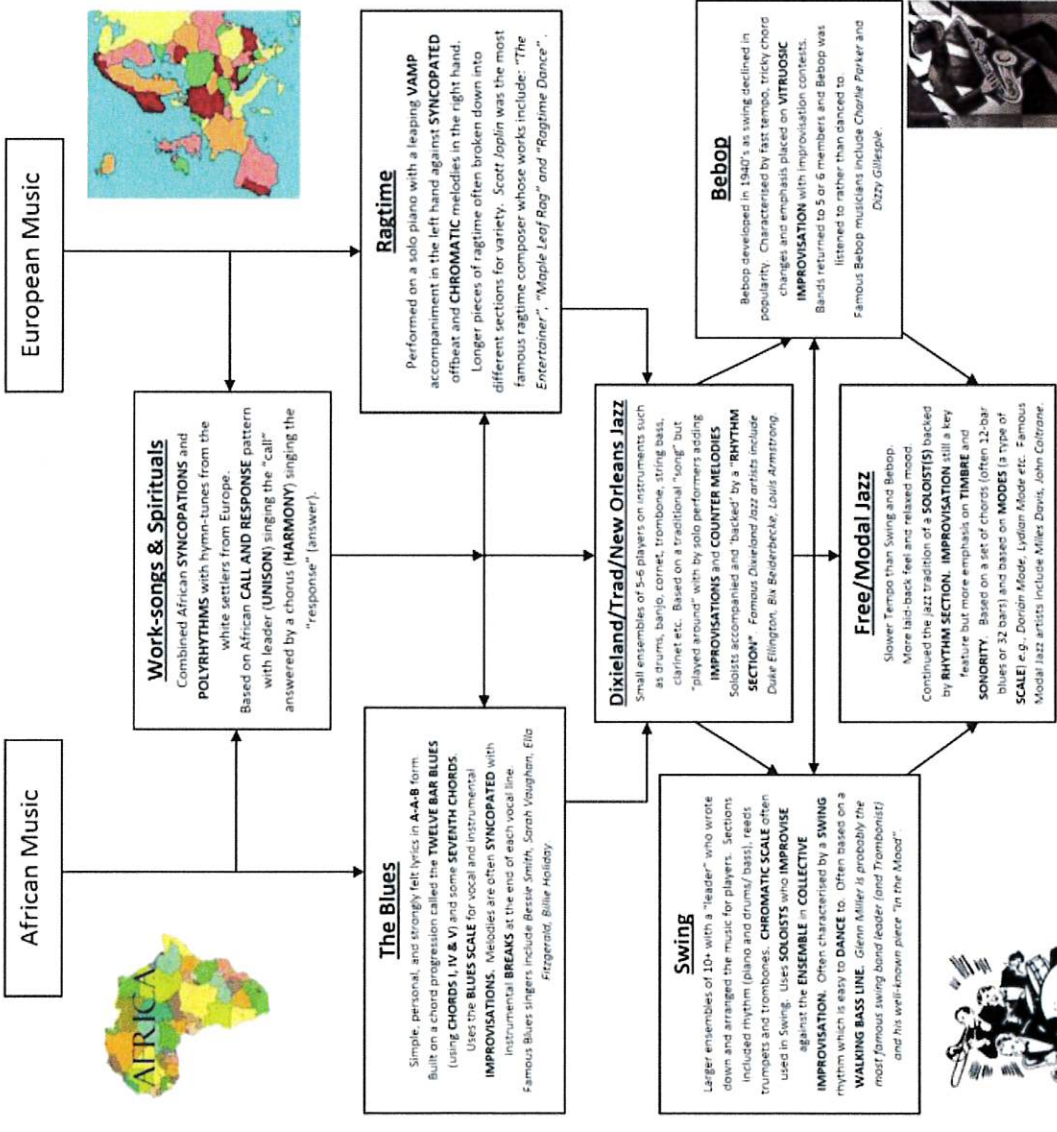 African Music
European Music
AFRICA
Work-songs & Spirituals
Combined African SYNCOPATIONS and
POLYRHYTHMS with hymn-tunes from the
white settlers from Europe.
Based on African CALL AND RESPONSE pattern
with leader (UNISON) singing the "call"
answered by a chorus (HARMONY) singing the
"response" (answer).
The Blues
Simple, personal, and strongly felt lyrics in A-A-B form.
Built on a chord progression called the TWELVE BAR BLUES
(using CHORDS I, IV & V) and some SEVENTH CHORDS.
Uses the BLUES SCALE for vocal and instrumental
IMPROVISATIONS. Melodies are often SYNCOPATED with
instrumental BREAKS at the end of each vocal line.
Famous Blues singers include Bessie Smith, Sarah Vaughan, Ella
Fitzgerald, Billie Holiday
Ragtime
Performed on a solo piano with a leaping VAMP
accompaniment in the left hand against SYNCOPATED
offbeat and CHROMATIC melodies in the right hand.
Longer pieces of ragtime often broken down into
different sections for variety. Scott Joplin was the most
famous ragtime composer whose works include: "The
Entertainer", "Maple Leaf Rag" and "Ragtime Dance".
Dixieland/Trad/New Orleans Jazz
Small ensembles of 5-6 players on instruments such
as drums, banjo, cornet, trombone, string bass,
clarinet etc. Based on a traditional "song" but
"played around" with by solo performers adding
IMPROVISATIONS and COUNTER MELODIES
Soloists accompanied and 'backed' by a "RHYTHM
SECTION". Famous Dixieland Jazz artists include
Duke Ellington, Bix Beiderbecke, Louis Armstrong.
Swing
Larger ensembles of 10+ with a "leader" who wrote
down and arranged the music for players. Sections
included rhythm (piano and drums/ bass), reeds
trumpets and trombones. CHROMATIC SCALE often
used in Swing. Uses SOLOISTS who IMPROVISE
against the ENSEMBLE in COLLECTIVE
IMPROVISATION. Often characterised by a SWING
rhythm which is easy to DANCE to. Often based on a
WALKING BASS LINE. Glenn Miller is probably the
most famous swing band leader (and Trombonist)
and his well-known piece "In the Mood".
Bebop
Bebop developed in 1940's as swing declined in
popularity. Characterised by fast tempo, tricky chord
changes and emphasis placed on VITRUOSIC
IMPROVISATION with improvisation contests.
Bands returned to 5 or 6 members and Bebop was
listened to rather than danced to.
Famous Bebop musicians include Charlie Parker and
Dizzy Gillespie.
Free/Modal Jazz
Slower Tempo than Swing and Bebop.
More laid-back feel and relaxed mood.
Continued the jazz tradition of a SOLOIST(S) backed
by RHYTHM SECTION. IMPROVISATION still a key
feature but more emphasis on TIMBRE and
SONORITY. Based on a set of chords (often 12-bar
blues or 32 bars) and based on MODES (a type of
SCALE) e.g., Dorian Mode, Lydian Mode etc. Famous
Modal Jazz artists include Miles Davis, John Coltrane.